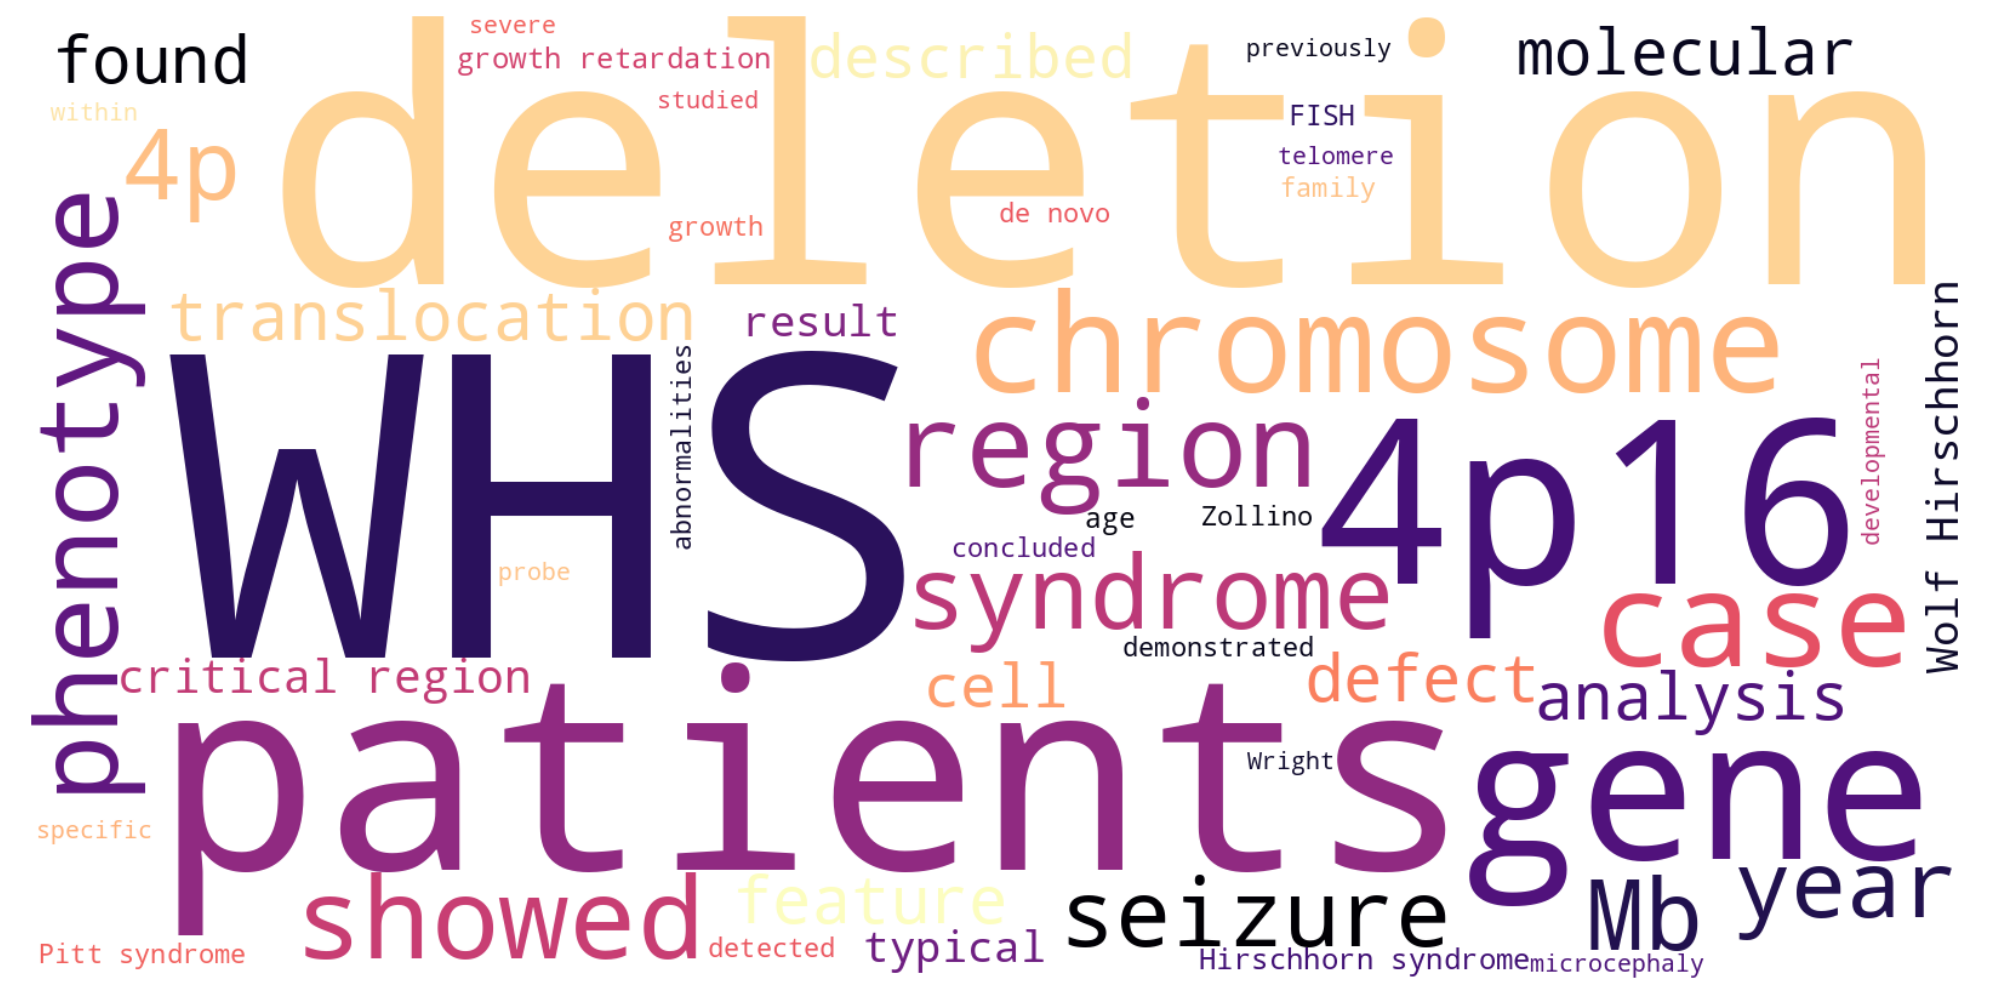 severe
found
growth retardation
described
previously
molecular
deletion
studied
within
FISH
4p
telomere
family
de novo
growth
phenotype
translocation
result
chromosome
Wolf Hirschhorn
WHS
abnormalities
region
4p16
developmental
age
Zollino
concluded
probe
syndrome
case
demonstrated
critical region
cell
defect
analysis
patients
Wright
gene
specific
showed
feature
seizure
Mb
year
Pitt syndrome
detected
typical
Hirschhorn syndrome
microcephaly